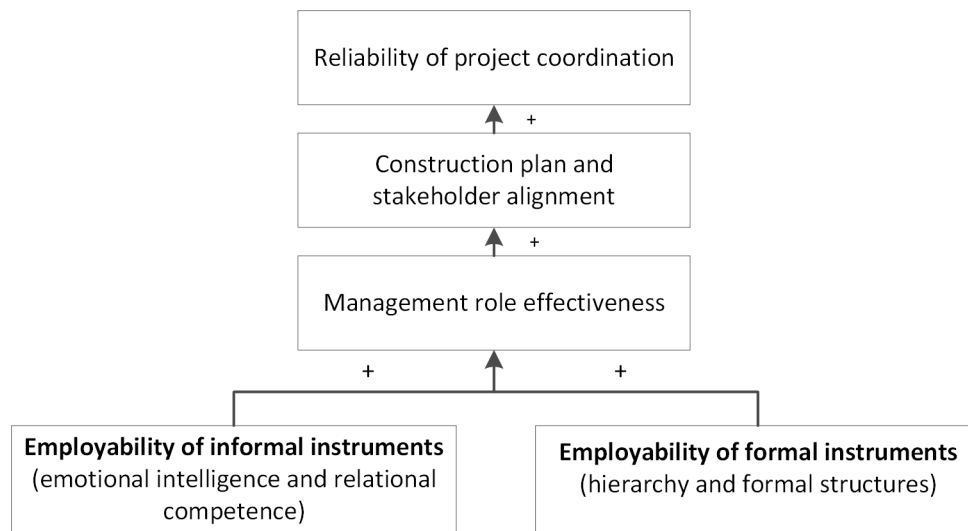 Reliability of project coordination
+
Construction plan and
stakeholder alignment
+
Management role effectiveness
+ +
Employability of informal instruments
(emotional intelligence and relational
competence)
Employability of formal instruments
(hierarchy and formal structures)